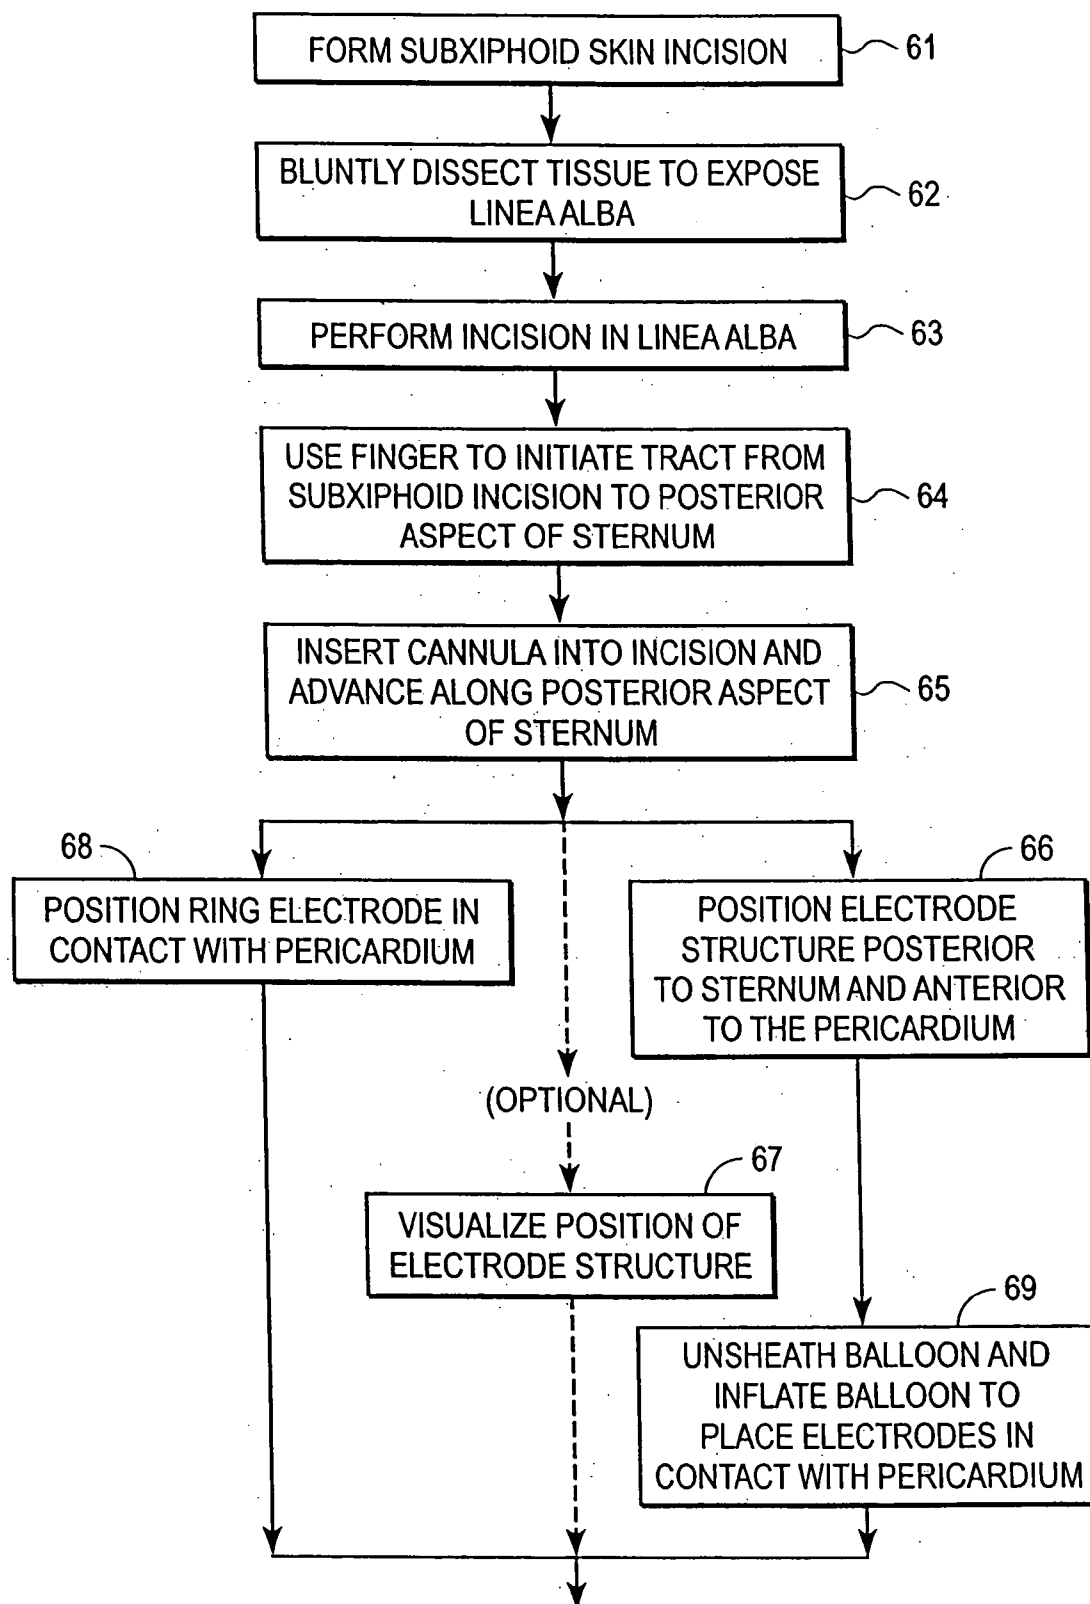 FORM SUBXIPHOID SKIN INCISION
61
BLUNTLY DISSECT TISSUE TO EXPOSE
LINEA ALBA
62
PERFORM INCISION IN LINEA ALBA
63
USE FINGER TO INITIATE TRACT FROM
SUBXIPHOID INCISION TO POSTERIOR
ASPECT OF STERNUM
64
INSERT CANNULA INTO INCISION AND
ADVANCE ALONG POSTERIOR ASPECT
OF STERNUM
65
68
POSITION RING ELECTRODE IN
CONTACT WITH PERICARDIUM
66
POSITION ELECTRODE
STRUCTURE POSTERIOR
TO STERNUM AND ANTERIOR
TO THE PERICARDIUM
(OPTIONAL)
67
VISUALIZE POSITION OF
ELECTRODE STRUCTURE
69
UNSHEATH BALLOON AND
INFLATE BALLOON TO
PLACE ELECTRODES IN
CONTACT WITH PERICARDIUM